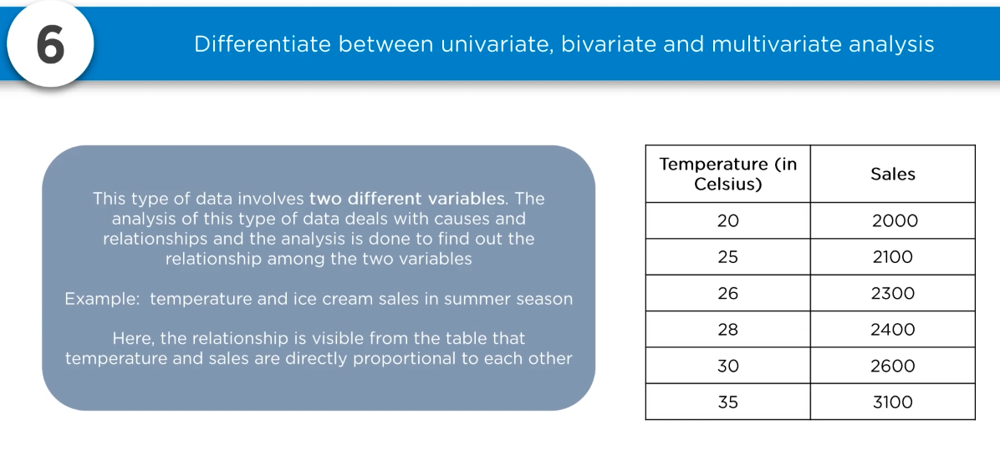 6
Differentiate between univariate, bivariate and multivariate analysis
This type of data involves two different variables. The
analysis of this type of data deals with causes and
relationships and the analysis is done to find out the
relationship among the two variables
Example: temperature and ice cream sales in summer season
Here, the relationship is visible from the table that
temperature and sales are directly proportional to each other
Temperature (in
Celsius)
Sales
20 2000
25 2100
26 2300
28 2400
30 2600
35 3100